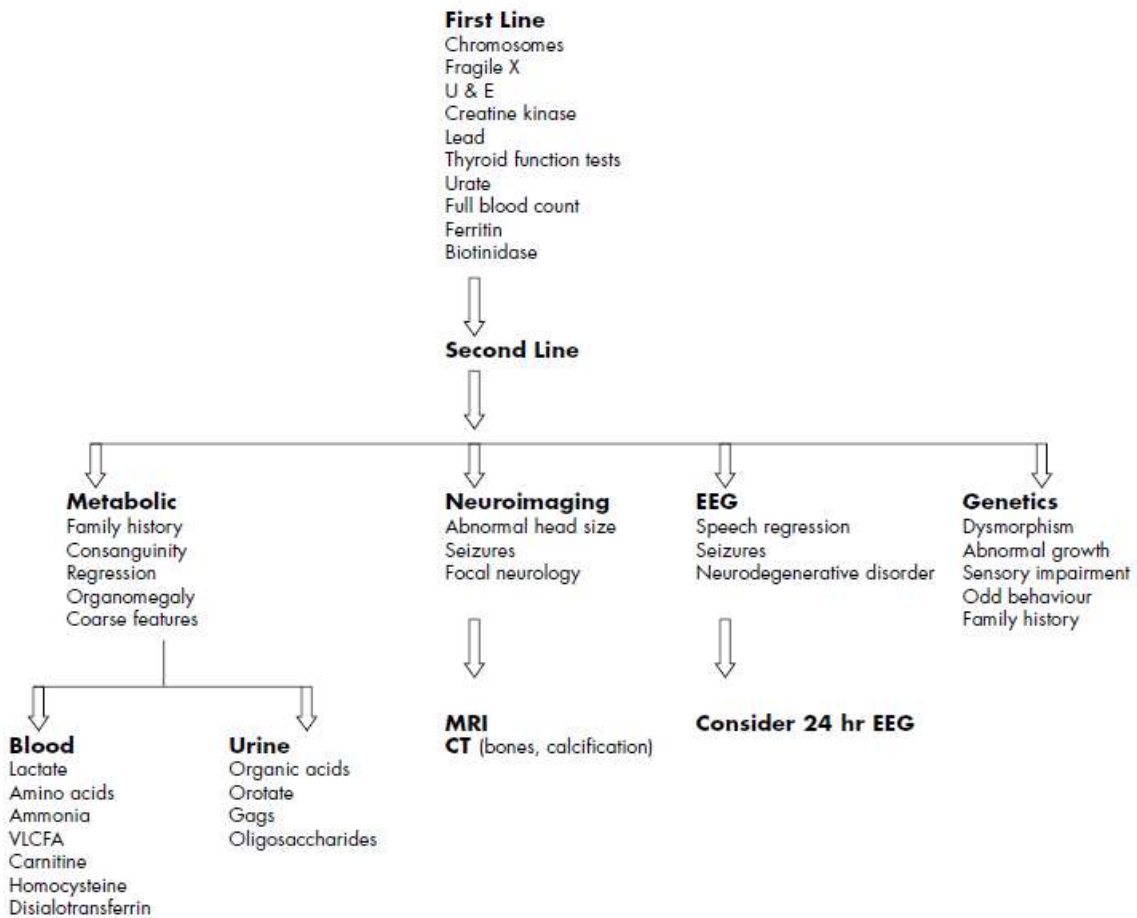 First Line
Chromosomes
Fragile X
U & E
Creatine kinase
Lead
Thyroid function tests
Urate
Full blood count
Ferritin
Biotinidase
Second Line
Metabolic
Family history
Consanguinity
Regression
Organomegaly
Coarse features
Neuroimaging
Abnormal head size
Seizures
Focal neurology
EEG
Speech regression
Seizures
Neurodegenerative disorder
Genetics
Dysmorphism
Abnormal growth
Sensory impairment
Odd behaviour
Family history
Blood
Lactate
Amino acids
Ammonia
VLCFA
Carnitine
Homocysteine
Disialotransferrin
Urine
Organic acids
Orotate
Gags
Oligosaccharides
MRI
CT (bones, calcification)
Consider 24 hr EEG